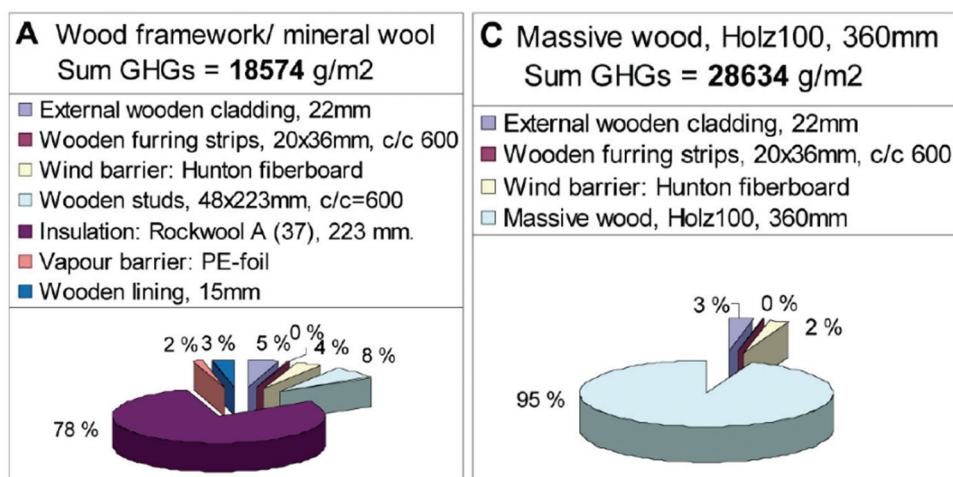 A Wood framework/ mineral wool
Sum GHGs = 18574 g/m2
External wooden cladding, 22mm
Wooden furring strips, 20x36mm, c/c 600
Wind barrier: Hunton fiberboard
Wooden studs, 48x223mm, c/c=600
Insulation: Rockwool A (37), 223 mm.
Vapour barrier: PE-foil
Wooden lining, 15mm
2 % 3 % 5 % 0 % 4 % 8 %
78 %
C Massive wood, Holz100, 360mm
Sum GHGs = 28634 g/m2
External wooden cladding, 22mm
Wooden furring strips, 20x36mm, c/c 600
Wind barrier: Hunton fiberboard
Massive wood, Holz100, 360mm
3 % 0 % 2 %
95 %